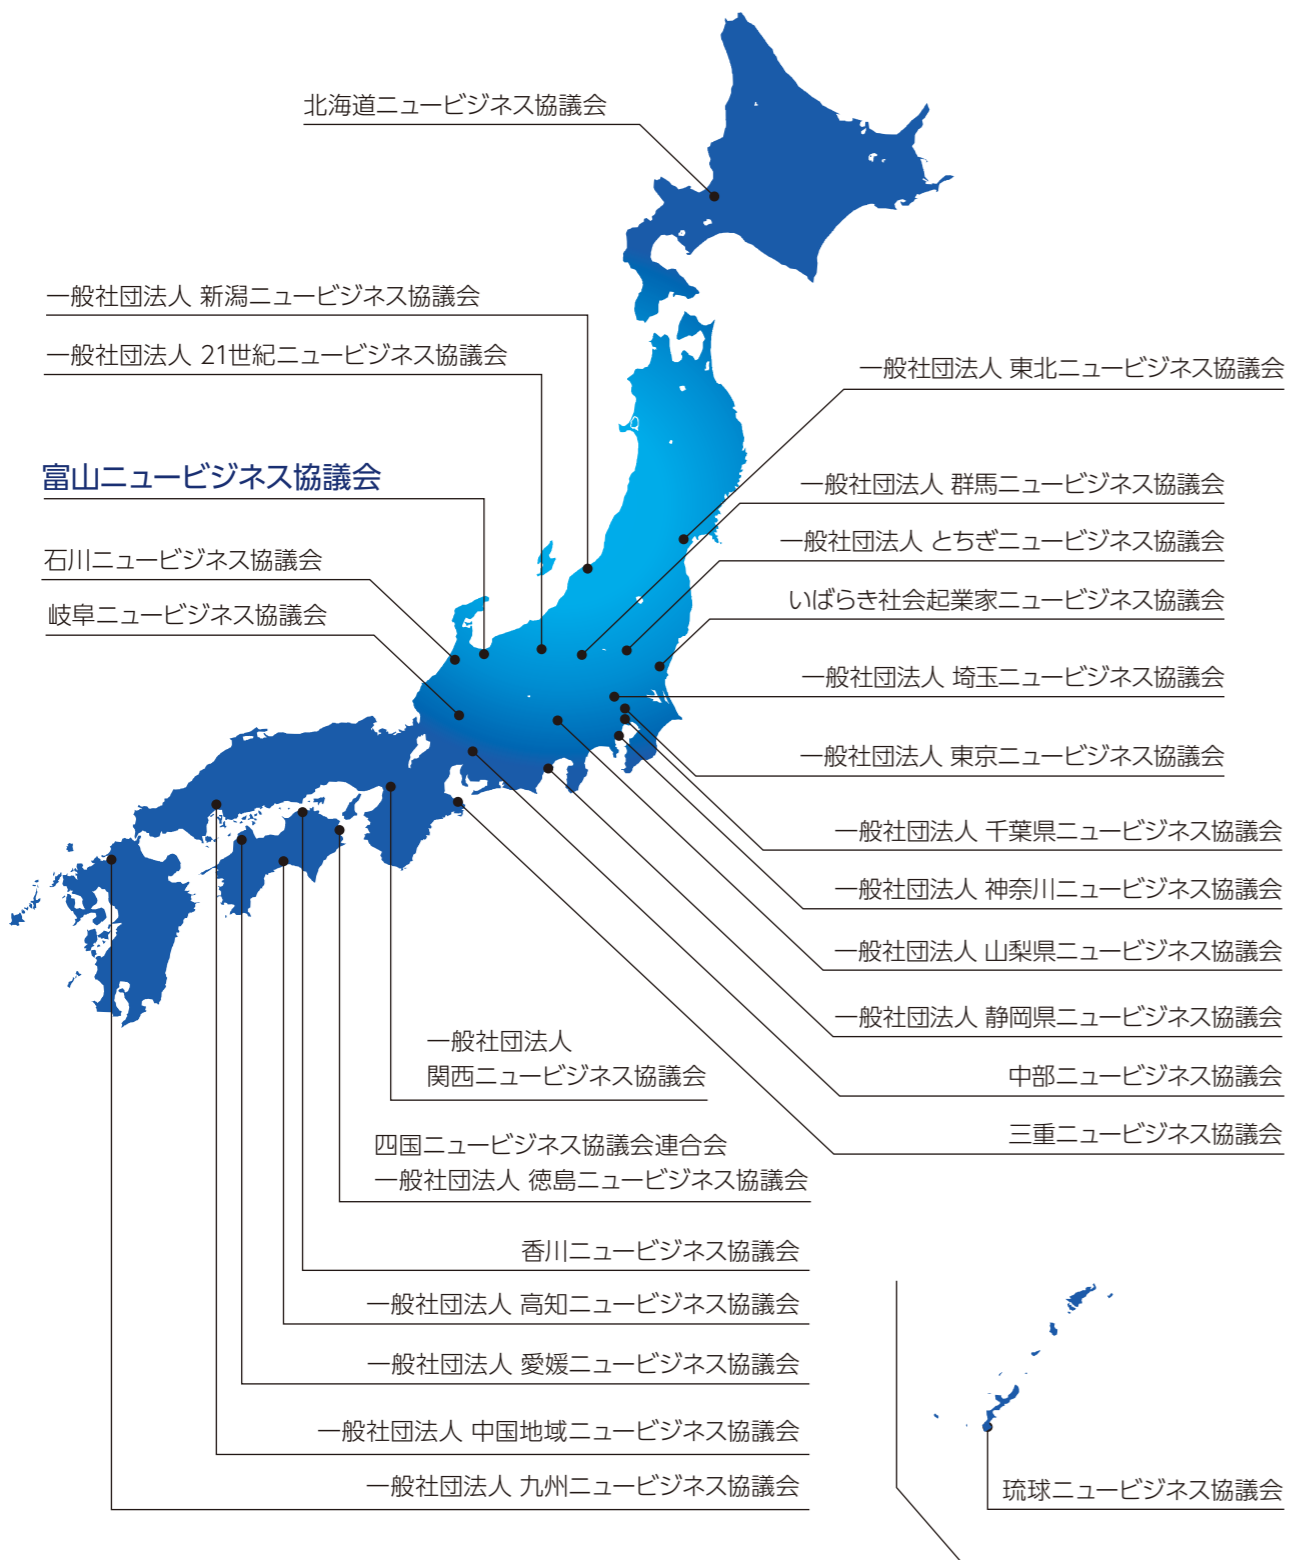 北海道ニュービジネス協議会
一般社団法人 新潟ニュービジネス協議会
一般社団法人 21世紀ニュービジネス協議会
富山ニュービジネス協議会
石川ニュービジネス協議会
岐阜ニュービジネス協議会
一般社団法人 東北ニュービジネス協議会
一般社団法人 群馬ニュービジネス協議会
一般社団法人 とちぎニュービジネス協議会
いばらき社会起業家ニュービジネス協議会
一般社団法人 埼玉ニュービジネス協議会
一般社団法人 東京ニュービジネス協議会
一般社団法人 千葉県ニュービジネス協議会
一般社団法人 神奈川ニュービジネス協議会
一般社団法人 山梨県ニュービジネス協議会
一般社団法人 静岡県ニュービジネス協議会
中部ニュービジネス協議会
三重ニュービジネス協議会
一般社団法人
関西ニュービジネス協議会
四国ニュービジネス協議会連合会
一般社団法人 徳島ニュービジネス協議会
香川ニュービジネス協議会
一般社団法人 高知ニュービジネス協議会
一般社団法人 愛媛ニュービジネス協議会
一般社団法人 中国地域ニュービジネス協議会
一般社団法人 九州ニュービジネス協議会
琉球ニュービジネス協議会